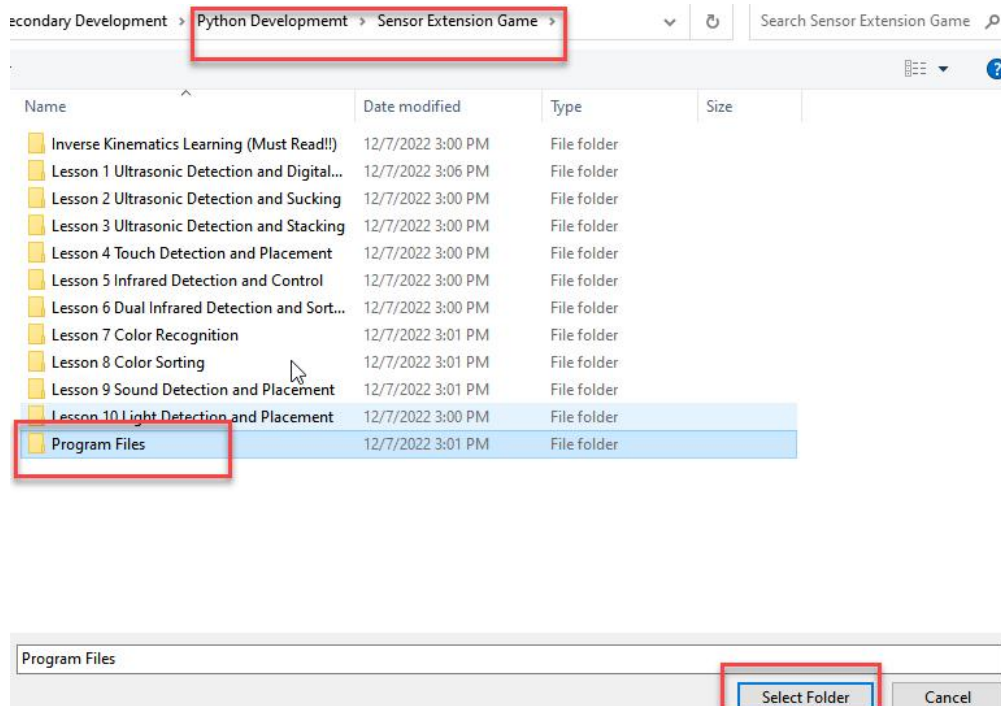 econdary Development > Python Developmemt > Sensor Extension Game > Search Sensor Extension Game
Name Date modified Type Size
Inverse Kinematics Learning (Must Read!!) 12/7/2022 3:00 PM File folder
Lesson 1 Ultrasonic Detection and Digital... 12/7/2022 3:06 PM File folder
Lesson 2 Ultrasonic Detection and Sucking 12/7/2022 3:00 PM File folder
Lesson 3 Ultrasonic Detection and Stacking 12/7/2022 3:00 PM File folder
Lesson 4 Touch Detection and Placement 12/7/2022 3:00 PM File folder
Lesson 5 Infrared Detection and Control 12/7/2022 3:00 PM File folder
Lesson 6 Dual Infrared Detection and Sort... 12/7/2022 3:00 PM File folder
Lesson 7 Color Recognition 12/7/2022 3:01 PM File folder
Lesson 8 Color Sorting 12/7/2022 3:01 PM File folder
Lesson 9 Sound Detection and Placement 12/7/2022 3:01 PM File folder
Lesson 10 Light Detection and Placement 12/7/2022 3:00 PM File folder
Program Files 12/7/2022 3:01 PM File folder
Program Files
Select Folder Cancel